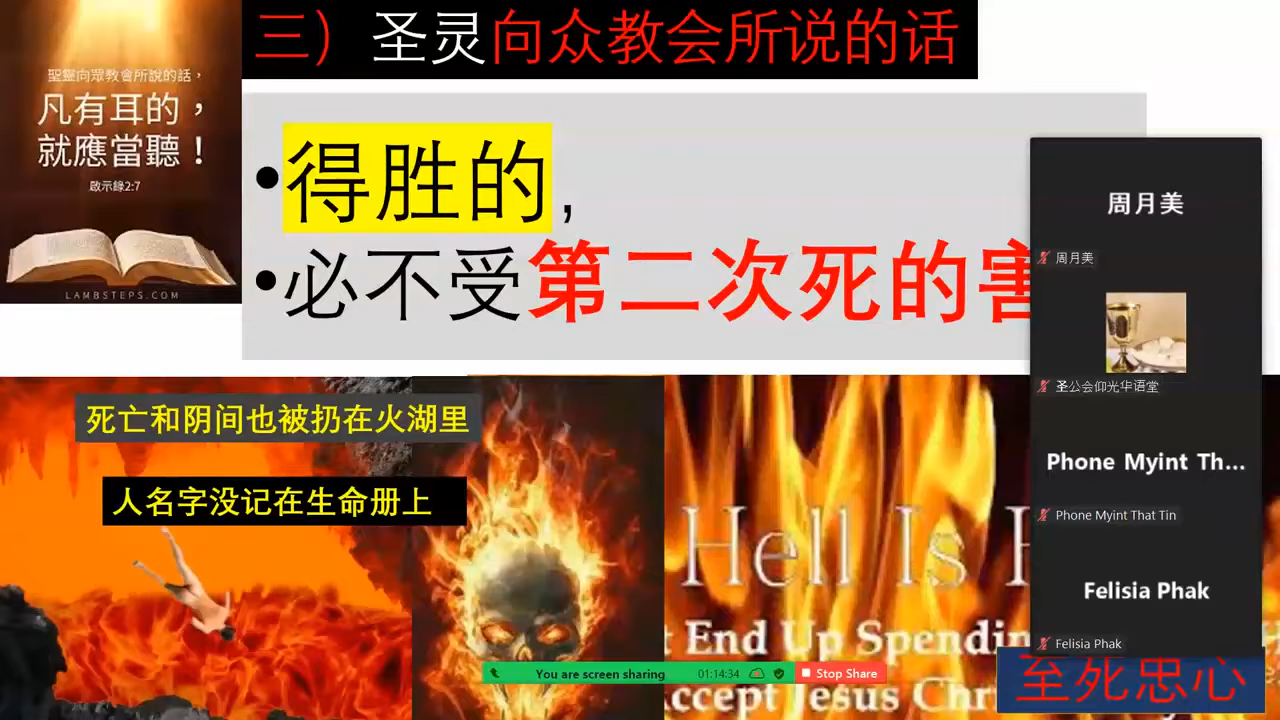 三）圣灵向众教会所说的话
聖靈向眾教會所說的話，
凡有耳的，
就應當聽！
啟示錄2:7
LAMBSTEPS.COM
•得胜的,
•必不受第二次死的害
周月美
周月美
圣公会仰光华语堂
Phone Myint Th...
Phone Myint That Tin
Felisia Phak
Felisia Phak
死亡和阴间也被扔在火湖里
人名字没记在生命册上
Hell Is
End Up Spending
Accept Jesus Chri
You are screen sharing 01:14:34 Stop Share
至死忠心